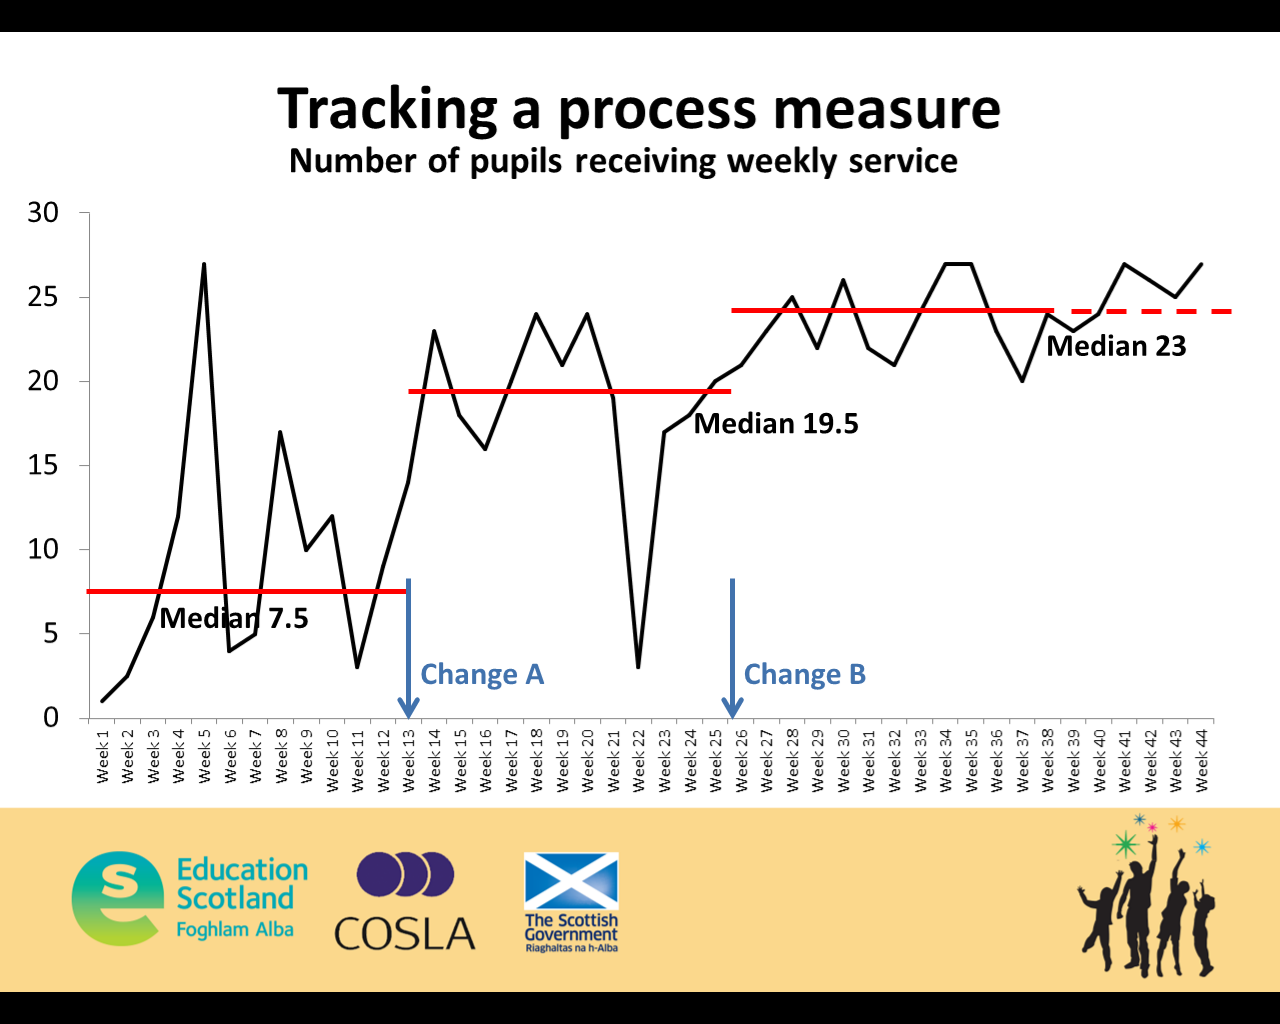 Tracking a process measure
Number of pupils receiving weekly service
30
25
20
15
10
5
0
Median 7.5
Median 19.5
Median 23
Change A
Change B
Week 1
Week 2
Week 3
Week 4
Week 5
Week 6
Week 7
Week 8
Week 9
Week 10
Week 11
Week 12
Week 13
Week 14
Week 15
Week 16
Week 17
Week 18
Week 19
Week 20
Week 21
Week 22
Week 23
Week 24
Week 25
Week 26
Week 27
Week 28
Week 29
Week 30
Week 31
Week 32
Week 33
Week 34
Week 35
Week 36
Week 37
Week 38
Week 39
Week 40
Week 41
Week 42
Week 43
Week 44
Education
Scotland
Foghlam Alba
COSLA
The Scottish
Government
Riaghaltas na h-Alba